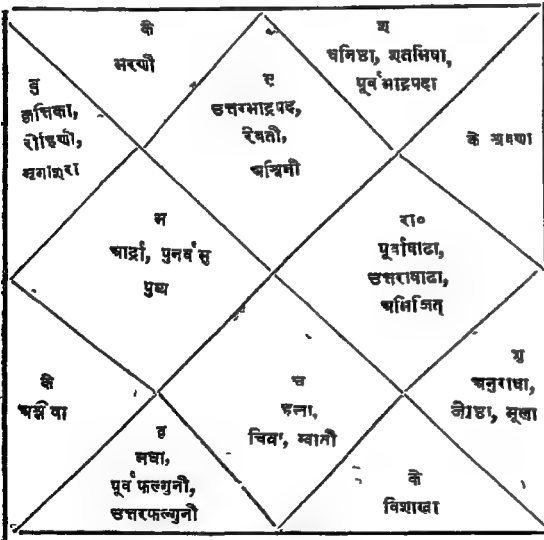 के
भरणी
ए
उत्तरभाद्रपद,
रेवती,
अश्विनी
श
धनिष्ठा, शतभिषा,
पूर्वभाद्रपदा
बु
कृत्तिका,
रोहिणी,
मृगशिरा
के श्रवणा
म
आर्द्रा, पुनर्वसु
पुष्य
रा०
पूर्वाषाढा,
उत्तराषाढा,
अभिजित्
के
अश्लेषा
मघा,
पूर्वफल्गुनी,
उत्तरफल्गुनी
च
हस्ता,
चित्रा, स्वाती
शु
अनुराधा,
ज्येष्ठा, मूला
के
विशाखा